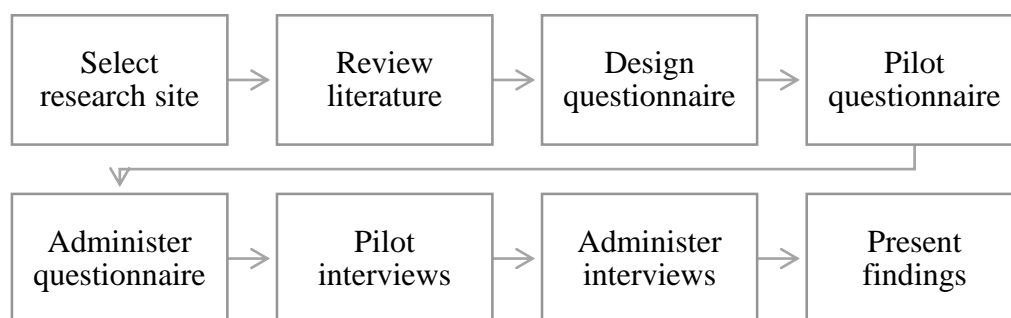 Select
research site
Review
literature
Design
questionnaire
Pilot
questionnaire
Administer
questionnaire
Pilot
interviews
Administer
interviews
Present
findings